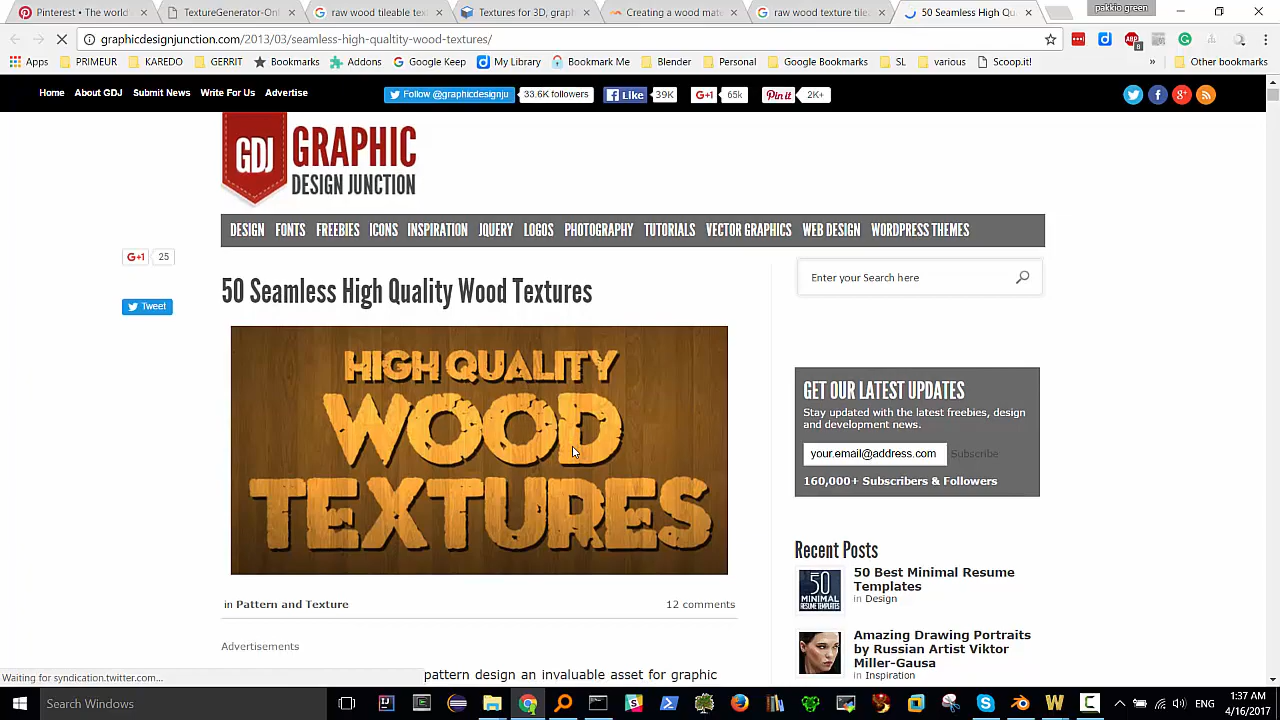 Pinterest • The world
TextureGenerator-Onl
raw wood tileable tex
Textures for 3D, graph
Creating a wood mate
raw wood texture tile
50 Seamless High Qu
pakkio green
graphicdesignjunction.com/2013/03/seamless-high-qualtity-wood-textures/
8
Apps
PRIMEUR
KAREDO
GERRIT
Bookmarks
Addons
Google Keep
My Library
Bookmark Me
Blender
Personal
Google Bookmarks
SL
various
Scoop.it!
»
Other bookmarks
Home
About GDJ
Submit News
Write For Us
Advertise
Follow @graphicdesignju
33.6K followers
Like
39K
G+1
65k
Pin it
2K+
GDJ
GRAPHIC
DESIGN JUNCTION
DESIGN
FONTS
FREEBIES
ICONS
INSPIRATION
JQUERY
LOGOS
PHOTOGRAPHY
TUTORIALS
VECTOR GRAPHICS
WEB DESIGN
WORDPRESS THEMES
G+1
25
Tweet
50 Seamless High Quality Wood Textures
Enter your Search here
HIGH QUALITY
WOOD
TEXTURES
GET OUR LATEST UPDATES
Stay updated with the latest freebies, design
and development news.
your.email@address.com
Subscribe
160,000+ Subscribers & Followers
in Pattern and Texture
12 comments
Advertisements
pattern design an invaluable asset for graphic
Recent Posts
50
MINIMAL
50 Best Minimal Resume
Templates
in Design
Amazing Drawing Portraits
by Russian Artist Viktor
Miller-Gausa
in Inspiration
Waiting for syndication.twitter.com...
Search Windows
ENG
1:37 AM
4/16/2017